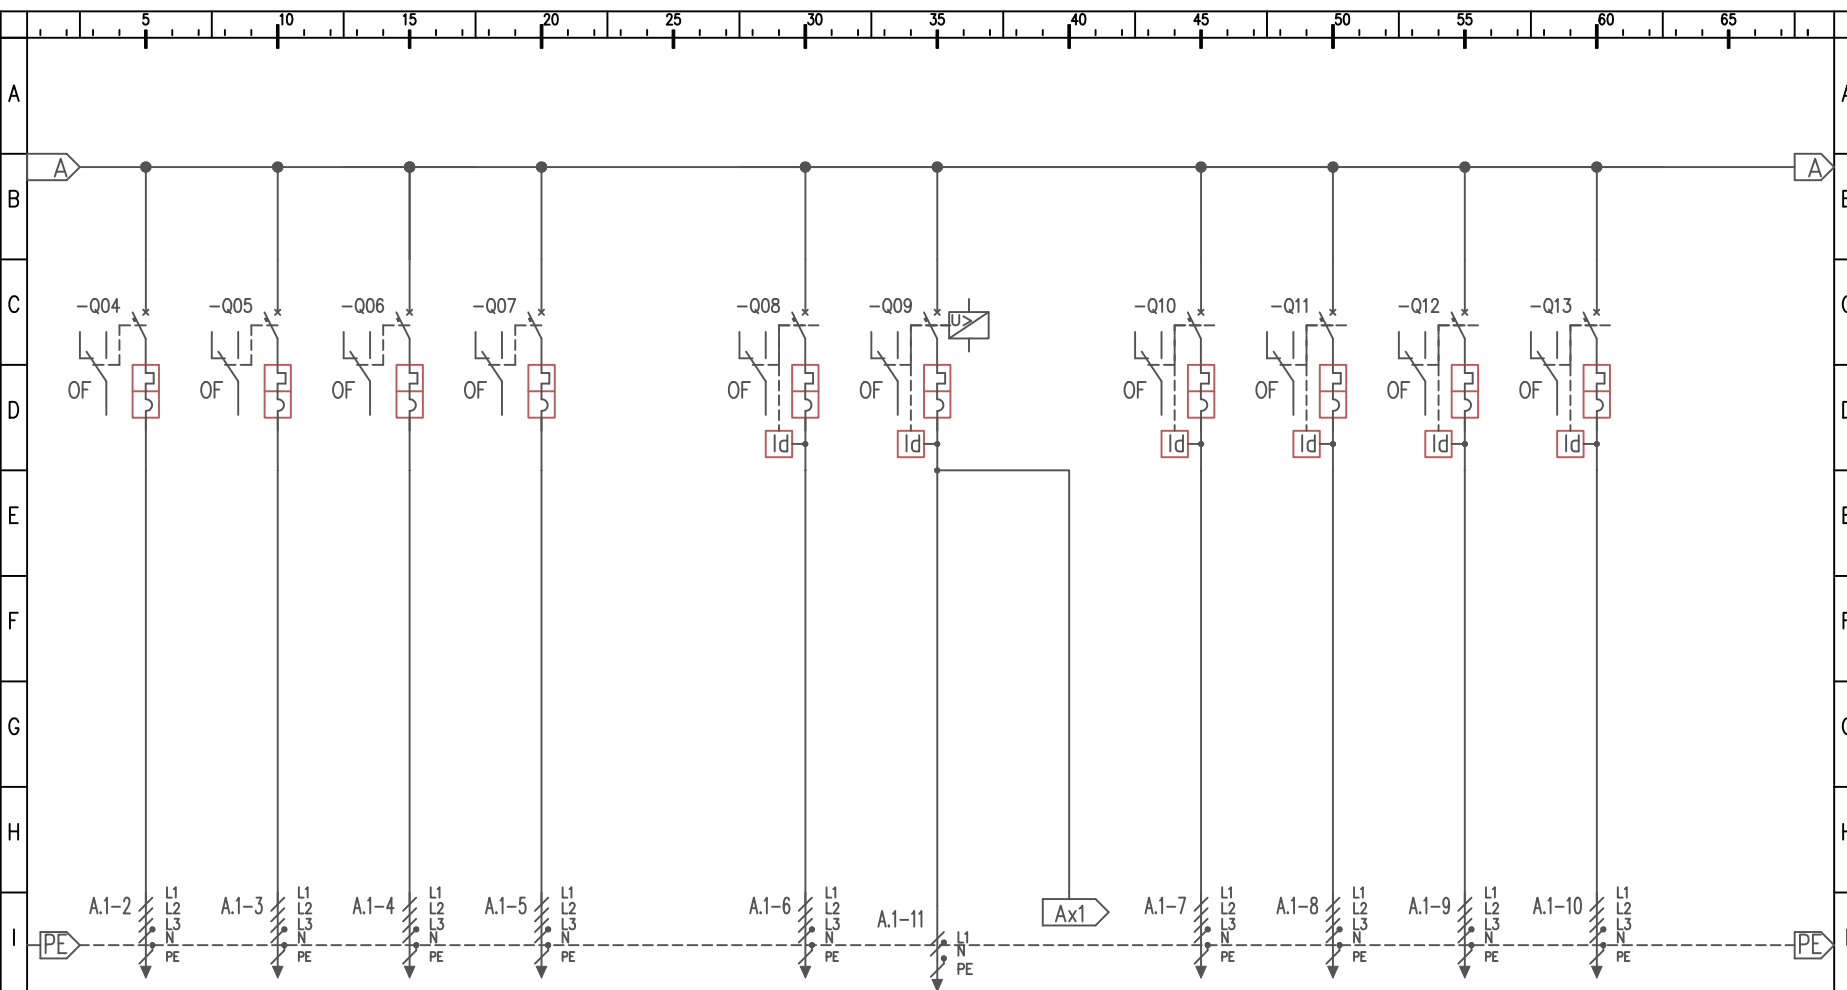 5 10 15 20 25 30 35 40 45 50 55 60 65
A A
A A
B B
C -Q04 -Q05 -Q06 -Q07 -Q08 -Q09 -Q10 -Q11 -Q12 -Q13
U>
OF OF OF OF OF OF OF OF OF OF
D D
Id Id Id Id Id Id
E E
F F
G G
H H
A.1-2 L1 A.1-3 L1 A.1-4 L1 A.1-5 L1 A.1-6 L1 A.1-7 L1 A.1-8 L1 A.1-9 L1 A.1-10 L1
L2 L2 L2 L2 L2 L2 L2 L2 L2
A.1-11 Ax1
L3 L3 L3 L3 L3 L3 L3 L3 L3
N N N N N L1 N N N N
I PE PE
N
PE PE PE PE PE PE PE PE PE
PE